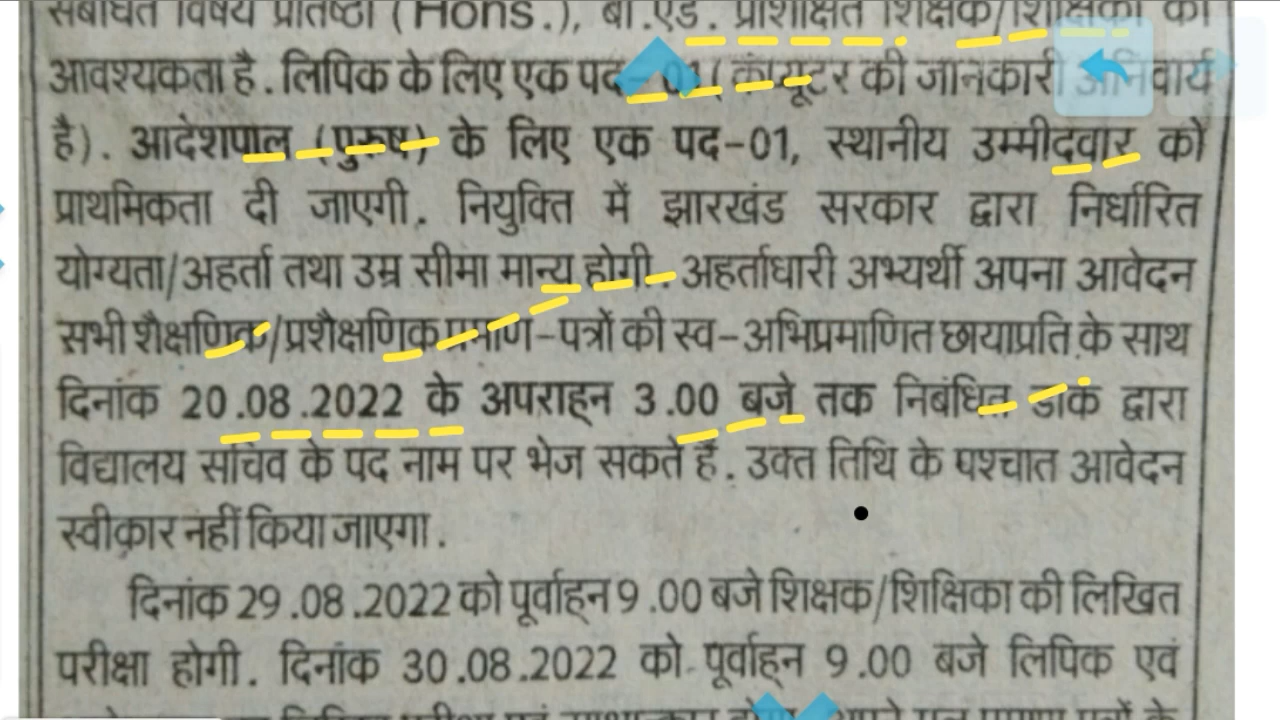 संबंधित विषय प्रतिष्ठा (Hons.), बी.एड. प्रशिक्षित शिक्षक/शिक्षिका की
आवश्यकता है. लिपिक के लिए एक पद-01 (कंप्यूटर की जानकारी अनिवार्य
है). आदेशपाल (पुरुष) के लिए एक पद-01, स्थानीय उम्मीदवार को
प्राथमिकता दी जाएगी. नियुक्ति में झारखंड सरकार द्वारा निर्धारित
योग्यता/अहर्ता तथा उम्र सीमा मान्य होगी. अहर्ताधारी अभ्यर्थी अपना आवेदन
सभी शैक्षणिक/प्रशैक्षणिक प्रमाण-पत्रों की स्व-अभिप्रमाणित छायाप्रति के साथ
दिनांक 20.08.2022 के अपराह्न 3.00 बजे तक निबंधित डाक द्वारा
विद्यालय सचिव के पद नाम पर भेज सकते हैं. उक्त तिथि के पश्चात आवेदन
स्वीकार नहीं किया जाएगा.
दिनांक 29.08.2022 को पूर्वाह्न 9.00 बजे शिक्षक/शिक्षिका की लिखित
परीक्षा होगी. दिनांक 30.08.2022 को पूर्वाह्न 9.00 बजे लिपिक एवं